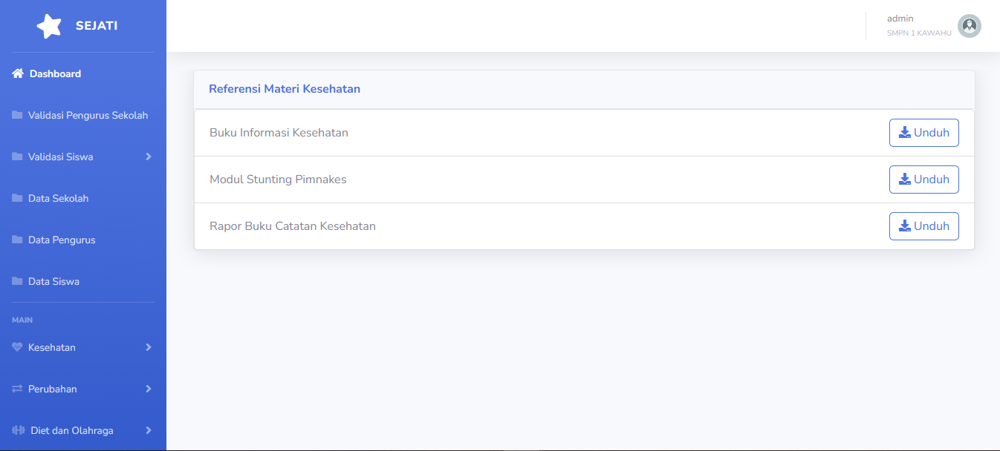 SEJATI
admin
SMPN 1 KAWAHU
Dashboard
Validasi Pengurus Sekolah
Validasi Siswa
Data Sekolah
Data Pengurus
Data Siswa
MAIN
Kesehatan
Perubahan
Diet dan Olahraga
Referensi Materi Kesehatan
Buku Informasi Kesehatan Unduh
Modul Stunting Pimnakes Unduh
Rapor Buku Catatan Kesehatan Unduh